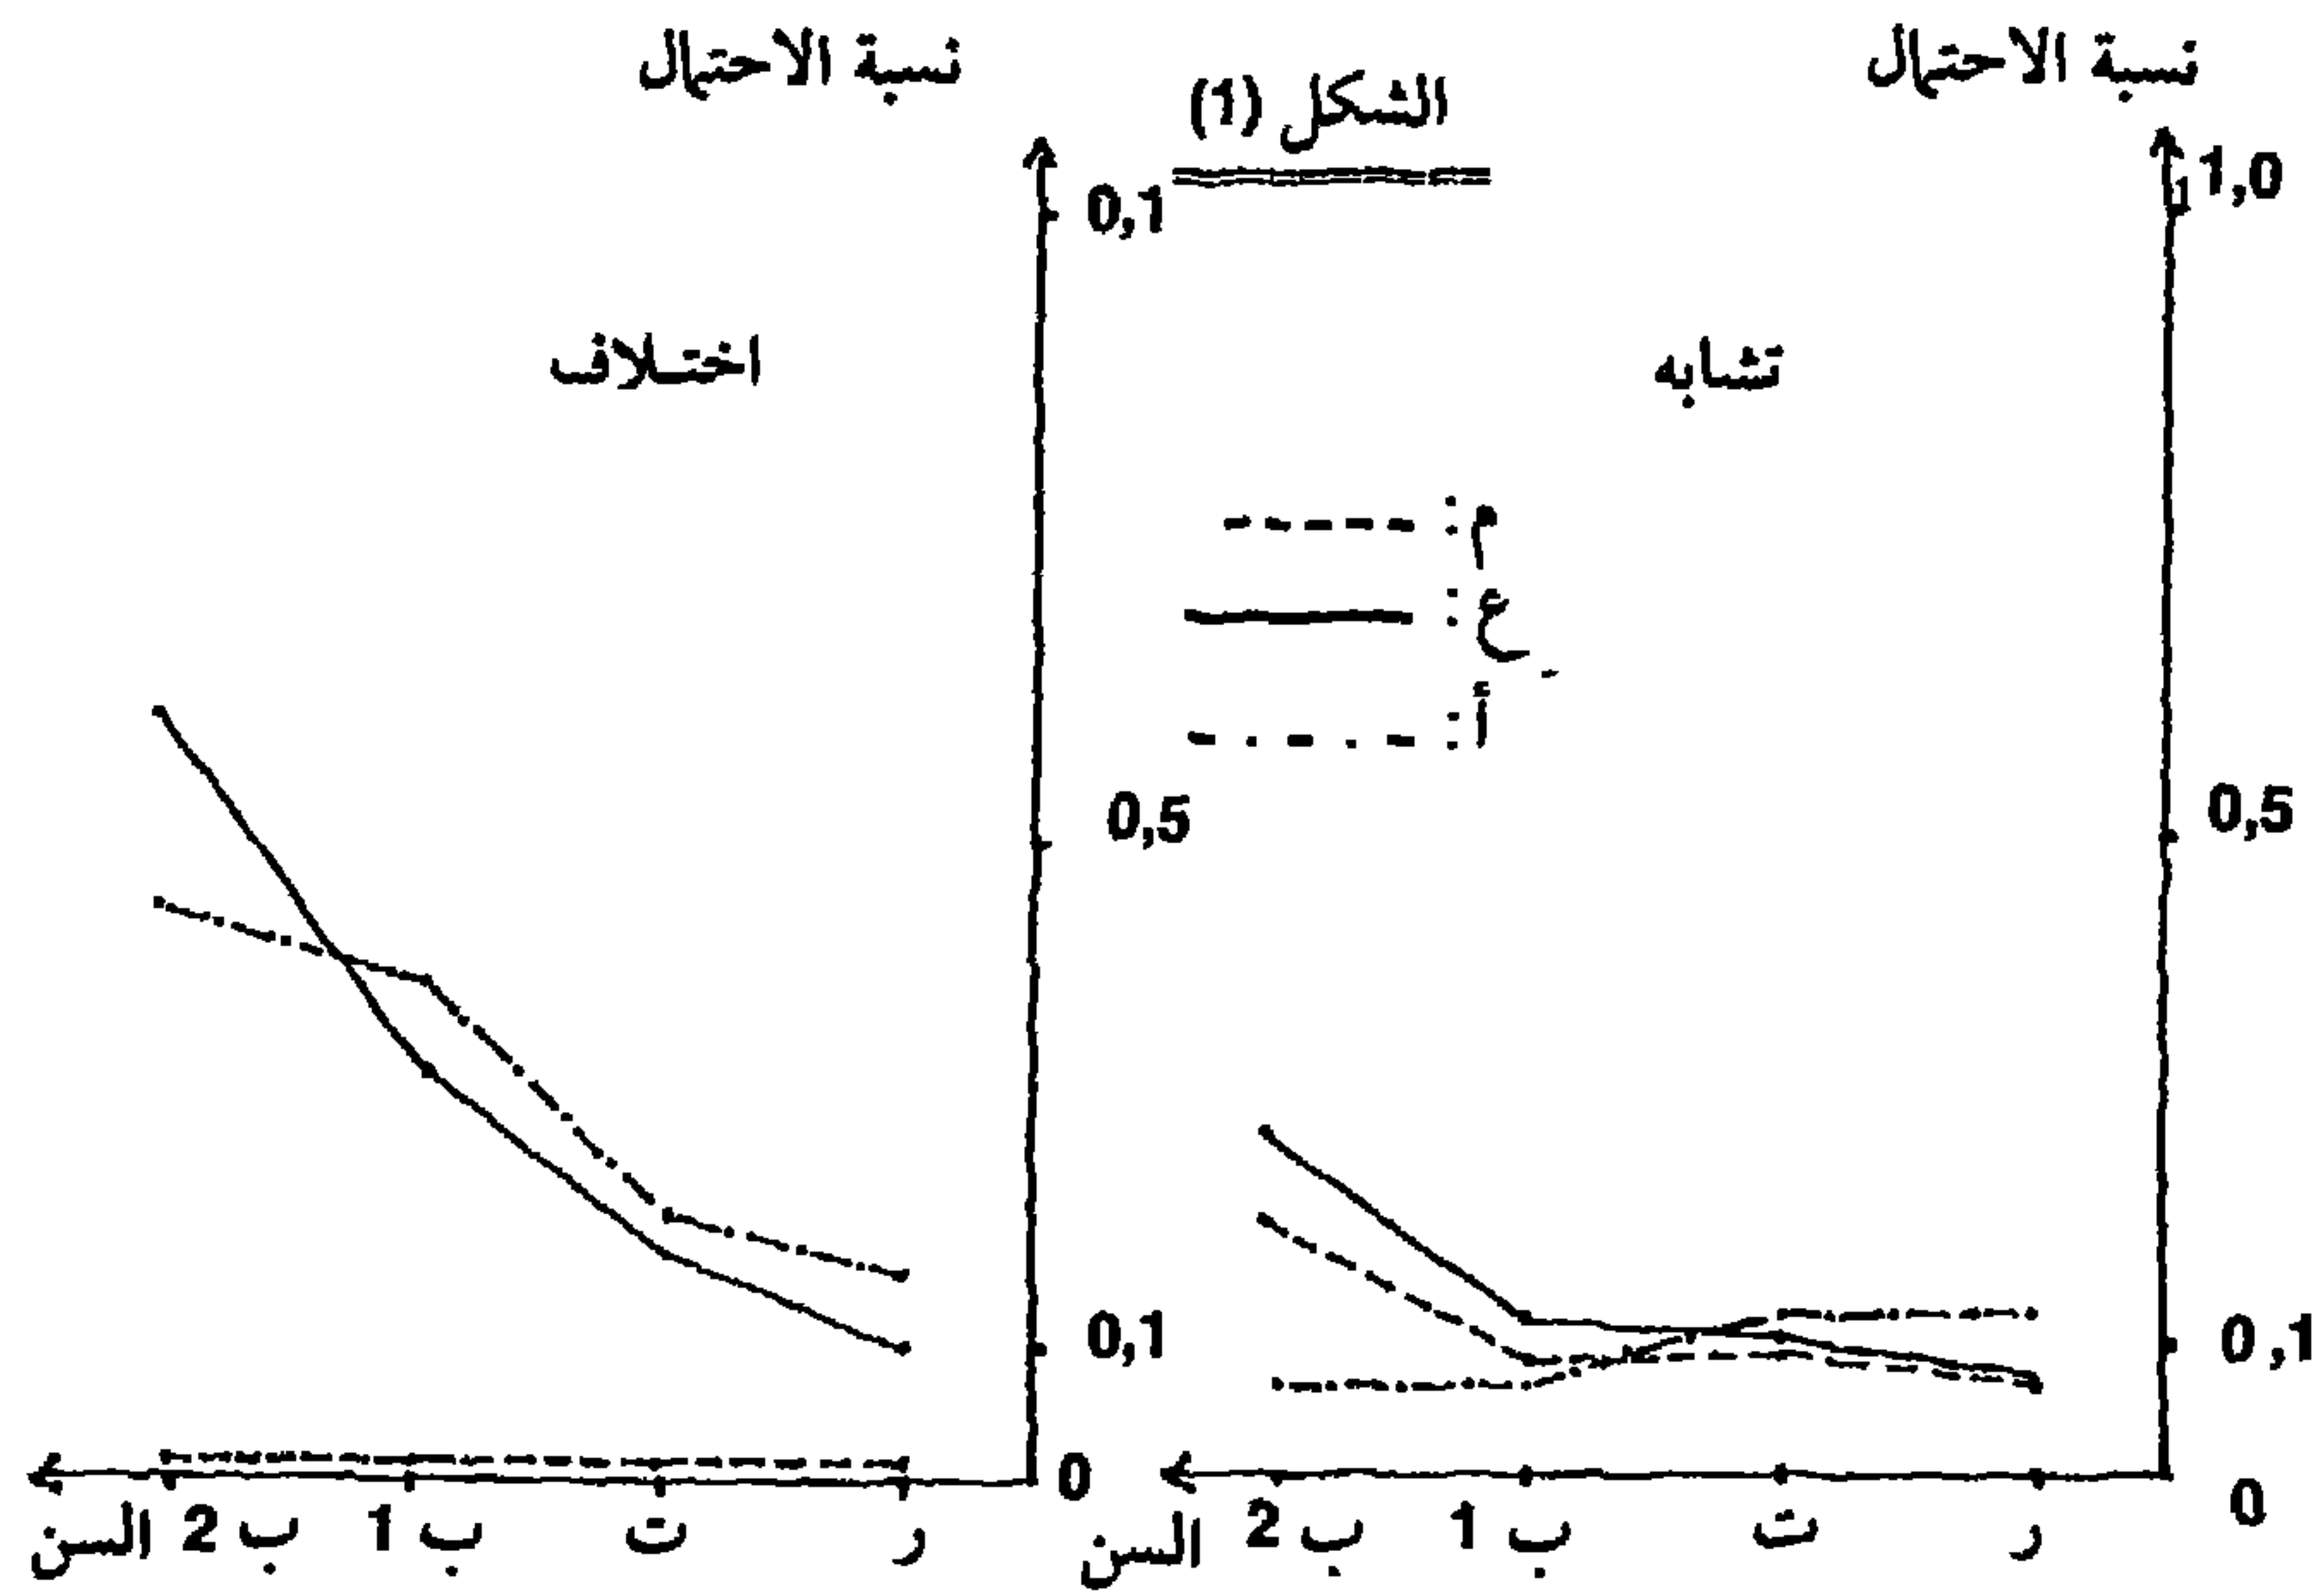 نسبة الاحتمال
نسبة الاحتمال
الشكل (1)
1,0
0,1
تشابه
اختلاف
م :
ع :
أ :
0,5
0,5
0,1
0,1
0
0
ر
ت
ب 1
ب 2
السن
ر
ت
ب 1
ب 2
السن